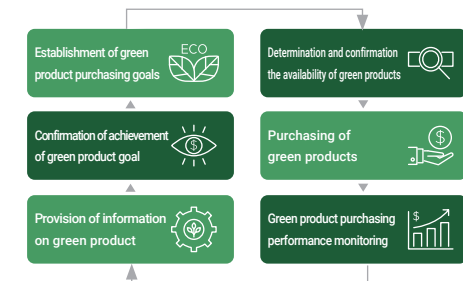 Establishment of green
product purchasing goals
ECO
Confirmation of achievement
of green product goal
$
Provision of information
on green product
Determination and confirmation
the availability of green products
Purchasing of
green products
$
Green product purchasing
performance monitoring
$